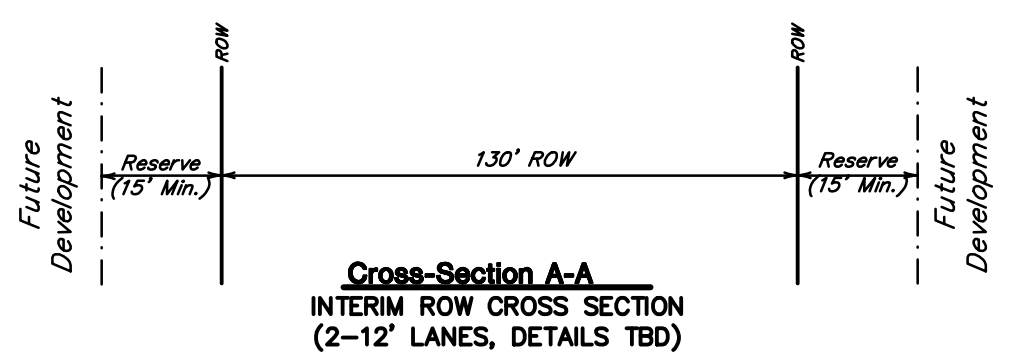 ROW
ROW
Future
Development
Reserve
(15' Min.)
130' ROW
Reserve
(15' Min.)
Future
Development
Cross-Section A-A
INTERIM ROW CROSS SECTION
(2-12' LANES, DETAILS TBD)